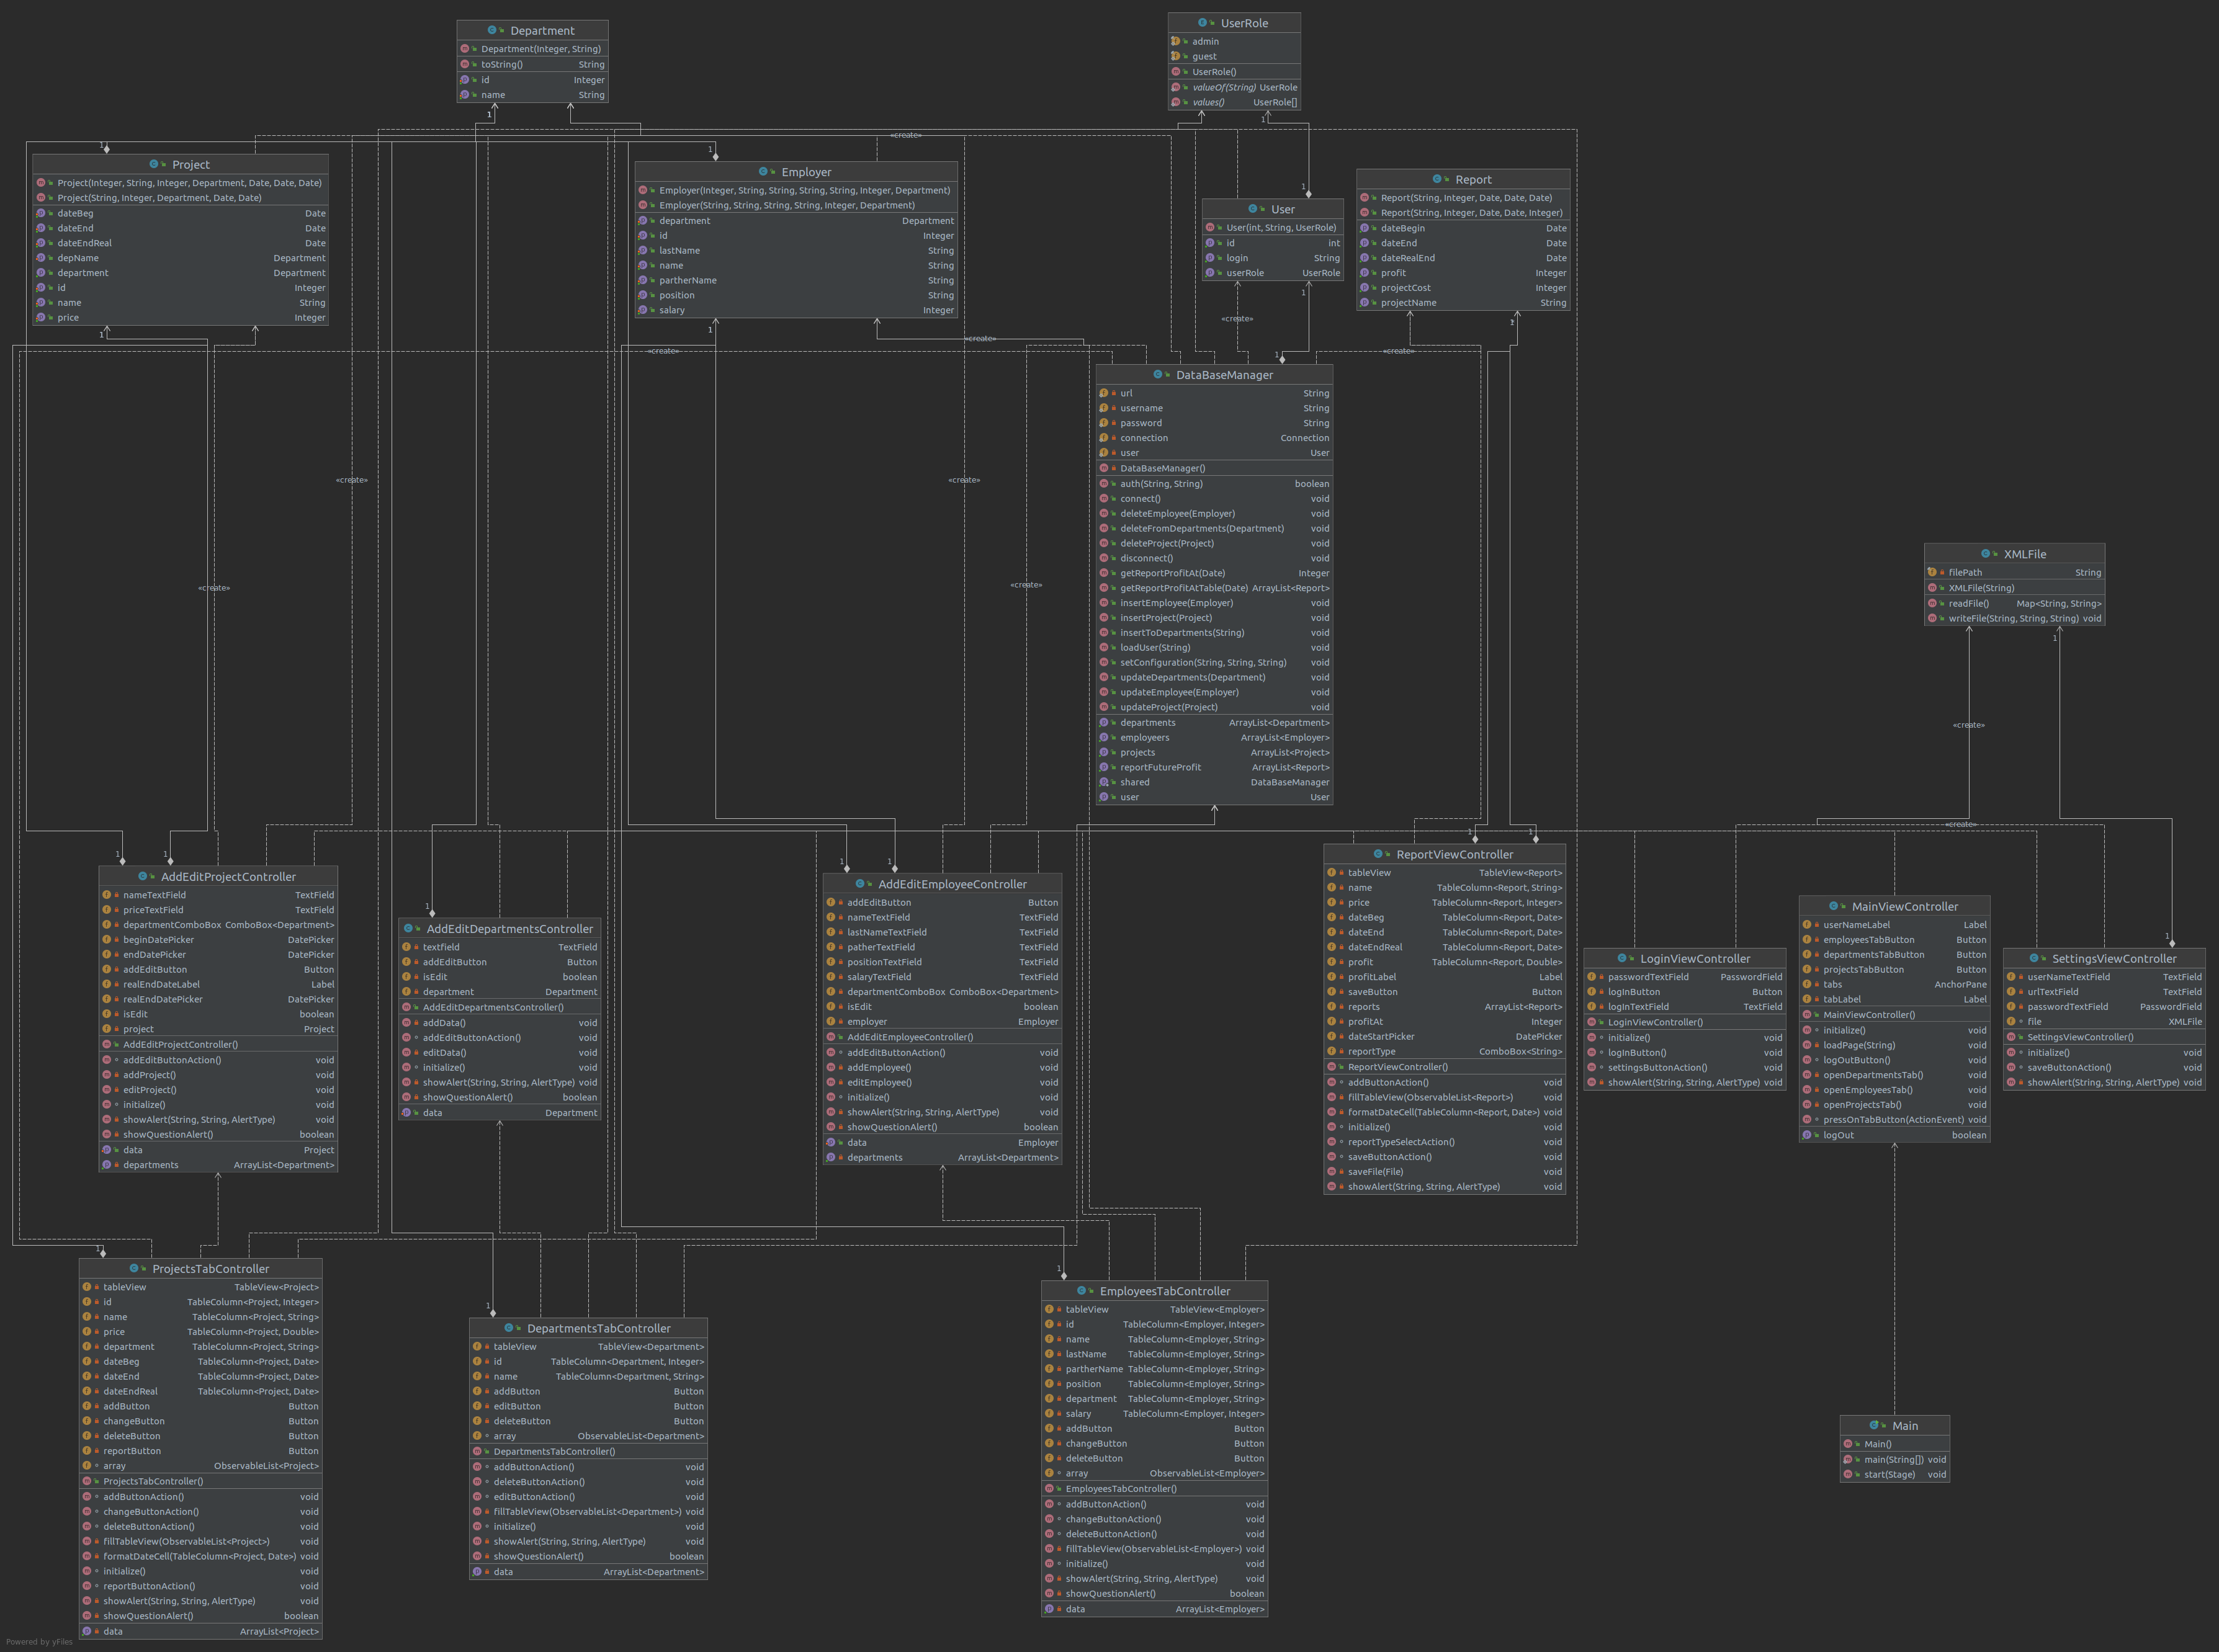 Department
Department(Integer, String)
toString() String
id Integer
name String
UserRole
admin
guest
UserRole()
valueOf(String) UserRole
values() UserRole[]
1
1
«create»
1
1
1
Project
Project(Integer, String, Integer, Department, Date, Date, Date)
Project(String, Integer, Department, Date, Date)
dateBeg Date
dateEnd Date
dateEndReal Date
depName Department
department Department
id Integer
name String
price Integer
Employer
Employer(Integer, String, String, String, String, Integer, Department)
Employer(String, String, String, String, Integer, Department)
department Department
id Integer
lastName String
name String
partherName String
position String
salary Integer
User
User(int, String, UserRole)
id int
login String
userRole UserRole
Report
Report(String, Integer, Date, Date, Date)
Report(String, Integer, Date, Date, Integer)
dateBegin Date
dateEnd Date
dateRealEnd Date
profit Integer
projectCost Integer
projectName String
1
1
1
1
«create»
«create»
«create»
1
«create»
DataBaseManager
url String
username String
password String
connection Connection
user User
DataBaseManager()
auth(String, String) boolean
connect() void
deleteEmployee(Employer) void
deleteFromDepartments(Department) void
deleteProject(Project) void
disconnect() void
getReportProfitAt(Date) Integer
getReportProfitAtTable(Date) ArrayList<Report>
insertEmployee(Employer) void
insertProject(Project) void
insertToDepartments(String) void
loadUser(String) void
setConfiguration(String, String, String) void
updateDepartments(Department) void
updateEmployee(Employer) void
updateProject(Project) void
departments ArrayList<Department>
employeers ArrayList<Employer>
projects ArrayList<Project>
reportFutureProfit ArrayList<Report>
shared DataBaseManager
user User
«create»
«create»
«create»
«create»
XMLFile
filePath String
XMLFile(String)
readFile() Map<String, String>
writeFile(String, String, String) void
1
«create»
«create»
1
1
1
1
1
1
1
1
AddEditProjectController
nameTextField TextField
priceTextField TextField
departmentComboBox ComboBox<Department>
beginDatePicker DatePicker
endDatePicker DatePicker
addEditButton Button
realEndDateLabel Label
realEndDatePicker DatePicker
isEdit boolean
project Project
AddEditProjectController()
addEditButtonAction() void
addProject() void
editProject() void
initialize() void
showAlert(String, String, AlertType) void
showQuestionAlert() boolean
data Project
departments ArrayList<Department>
AddEditDepartmentsController
textfield TextField
addEditButton Button
isEdit boolean
department Department
AddEditDepartmentsController()
addData() void
addEditButtonAction() void
editData() void
initialize() void
showAlert(String, String, AlertType) void
showQuestionAlert() boolean
data Department
AddEditEmployeeController
addEditButton Button
nameTextField TextField
lastNameTextField TextField
patherTextField TextField
positionTextField TextField
salaryTextField TextField
departmentComboBox ComboBox<Department>
isEdit boolean
employer Employer
AddEditEmployeeController()
addEditButtonAction() void
addEmployee() void
editEmployee() void
initialize() void
showAlert(String, String, AlertType) void
showQuestionAlert() boolean
data Employer
departments ArrayList<Department>
ReportViewController
tableView TableView<Report>
name TableColumn<Report, String>
price TableColumn<Report, Integer>
dateBeg TableColumn<Report, Date>
dateEnd TableColumn<Report, Date>
dateEndReal TableColumn<Report, Date>
profit TableColumn<Report, Double>
profitLabel Label
saveButton Button
reports ArrayList<Report>
profitAt Integer
dateStartPicker DatePicker
reportType ComboBox<String>
ReportViewController()
addButtonAction() void
fillTableView(ObservableList<Report>) void
formatDateCell(TableColumn<Report, Date>) void
initialize() void
reportTypeSelectAction() void
saveButtonAction() void
saveFile(File) void
showAlert(String, String, AlertType) void
LoginViewController
passwordTextField PasswordField
logInButton Button
logInTextField TextField
LoginViewController()
initialize() void
loginButton() void
settingsButtonAction() void
showAlert(String, String, AlertType) void
MainViewController
userNameLabel Label
employeesTabButton Button
departmentsTabButton Button
projectsTabButton Button
tabs AnchorPane
tabLabel Label
MainViewController()
initialize() void
loadPage(String) void
logOutButton() void
openDepartmentsTab() void
openEmployeesTab() void
openProjectsTab() void
pressOnTabButton(ActionEvent) void
logOut boolean
SettingsViewController
userNameTextField TextField
urlTextField TextField
passwordTextField PasswordField
file XMLFile
SettingsViewController()
initialize() void
saveButtonAction() void
showAlert(String, String, AlertType) void
1
1
1
ProjectsTabController
tableView TableView<Project>
id TableColumn<Project, Integer>
name TableColumn<Project, String>
price TableColumn<Project, Double>
department TableColumn<Project, String>
dateBeg TableColumn<Project, Date>
dateEnd TableColumn<Project, Date>
dateEndReal TableColumn<Project, Date>
addButton Button
changeButton Button
deleteButton Button
reportButton Button
array ObservableList<Project>
ProjectsTabController()
addButtonAction() void
changeButtonAction() void
deleteButtonAction() void
fillTableView(ObservableList<Project>) void
formatDateCell(TableColumn<Project, Date>) void
initialize() void
reportButtonAction() void
showAlert(String, String, AlertType) void
showQuestionAlert() boolean
data ArrayList<Project>
DepartmentsTabController
tableView TableView<Department>
id TableColumn<Department, Integer>
name TableColumn<Department, String>
addButton Button
editButton Button
deleteButton Button
array ObservableList<Department>
DepartmentsTabController()
addButtonAction() void
deleteButtonAction() void
editButtonAction() void
fillTableView(ObservableList<Department>) void
initialize() void
showAlert(String, String, AlertType) void
showQuestionAlert() boolean
data ArrayList<Department>
EmployeesTabController
tableView TableView<Employer>
id TableColumn<Employer, Integer>
name TableColumn<Employer, String>
lastName TableColumn<Employer, String>
partherName TableColumn<Employer, String>
position TableColumn<Employer, String>
department TableColumn<Employer, String>
salary TableColumn<Employer, Integer>
addButton Button
changeButton Button
deleteButton Button
array ObservableList<Employer>
EmployeesTabController()
addButtonAction() void
changeButtonAction() void
deleteButtonAction() void
fillTableView(ObservableList<Employer>) void
initialize() void
showAlert(String, String, AlertType) void
showQuestionAlert() boolean
data ArrayList<Employer>
Main
Main()
main(String[]) void
start(Stage) void
Powered by yFiles